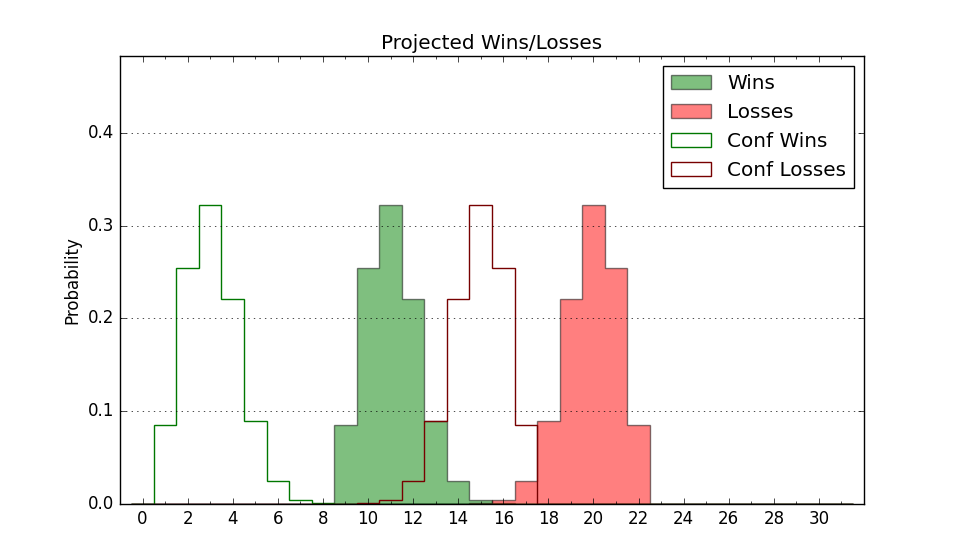 Projected Wins/Losses
Wins
Losses
Conf Wins
Conf Losses
Probability
0.4
0.3
0.2
0.1
0.0
0 2 4 6 8 10 12 14 16 18 20 22 24 26 28 30